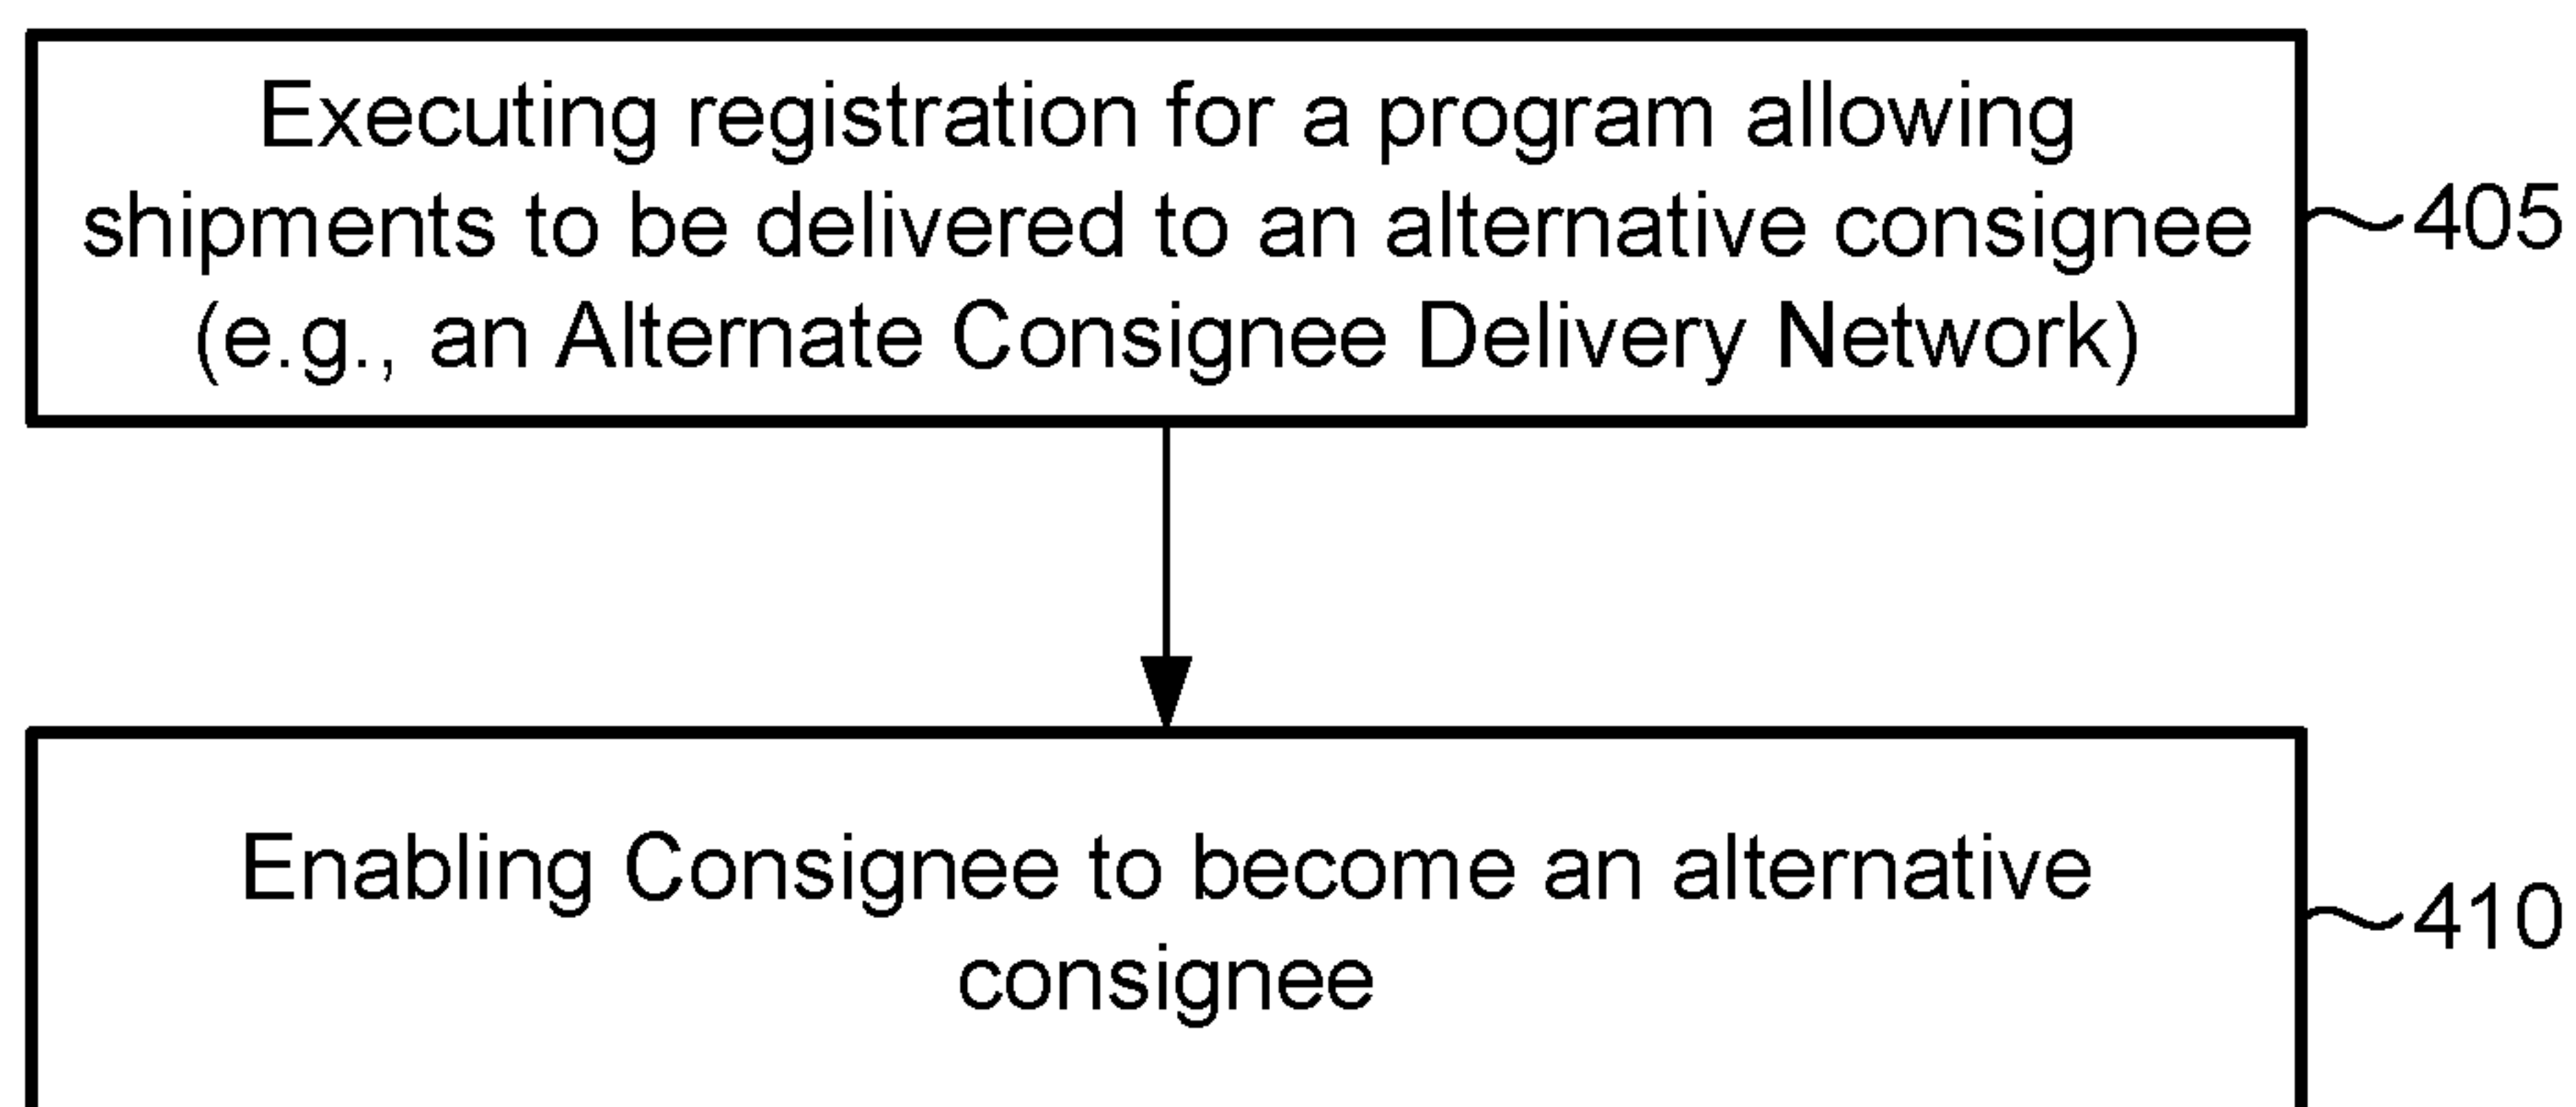 Executing registration for a program allowing
shipments to be delivered to an alternative consignee
(e.g., an Alternate Consignee Delivery Network)
405
Enabling Consignee to become an alternative
consignee
410